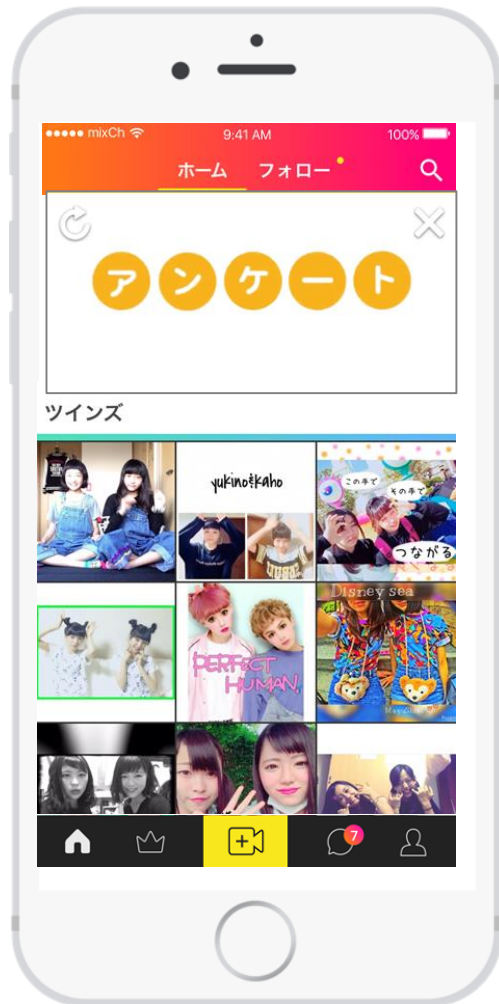 ●●●●● mixCh 9:41 AM 100%
ホーム フォロー
アンケート
ツインズ
yukino&kaho
この手で
その手で
つながる
PERFECT
HUMAN
Disney sea
7